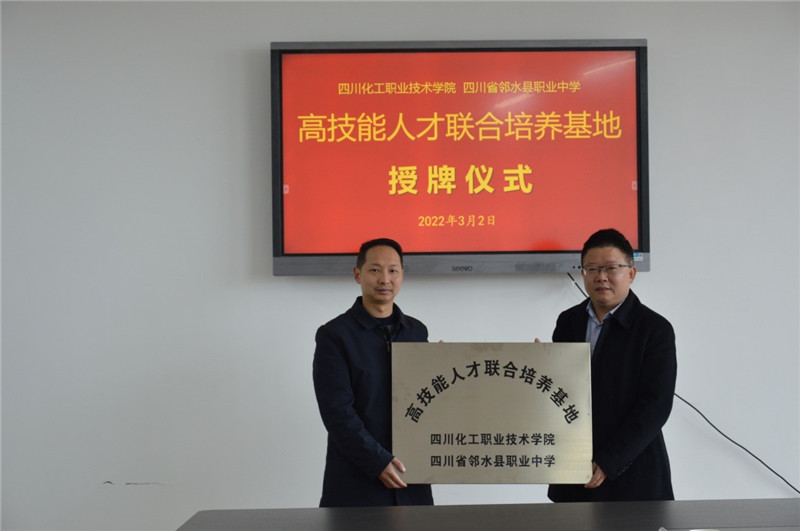 四川化工职业技术学院 四川省邻水县职业中学
高技能人才联合培养基地
授牌仪式
2022年3月2日
seewo
高技能人才联合培养基地
四川化工职业技术学院
四川省邻水县职业中学